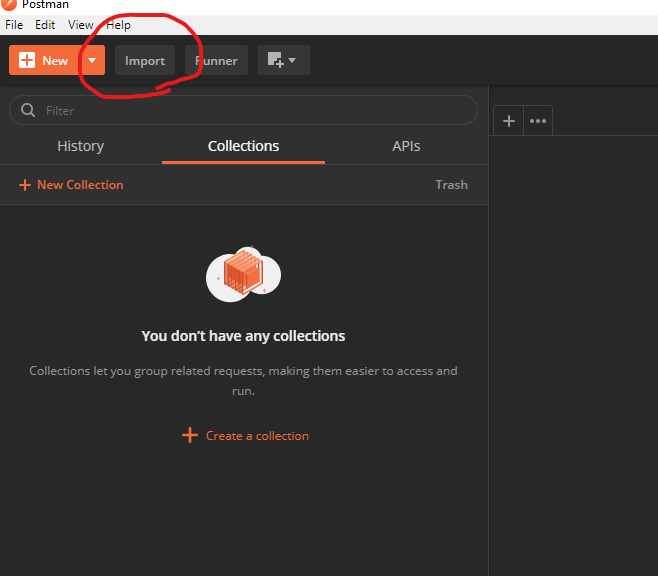 Postman
File Edit View Help
New Import Runner
Filter
History Collections APIs
New Collection Trash
You don’t have any collections
Collections let you group related requests, making them easier to access and
run.
Create a collection